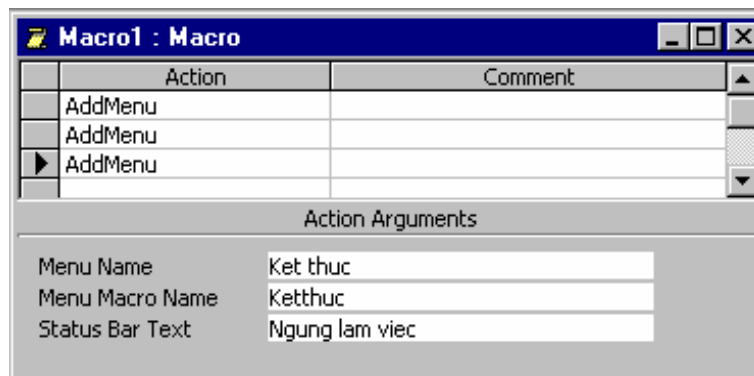 Macro1 : Macro
Action Comment
AddMenu
AddMenu
AddMenu
Action Arguments
Menu Name Ket thuc
Menu Macro Name Ketthuc
Status Bar Text Ngung lam viec